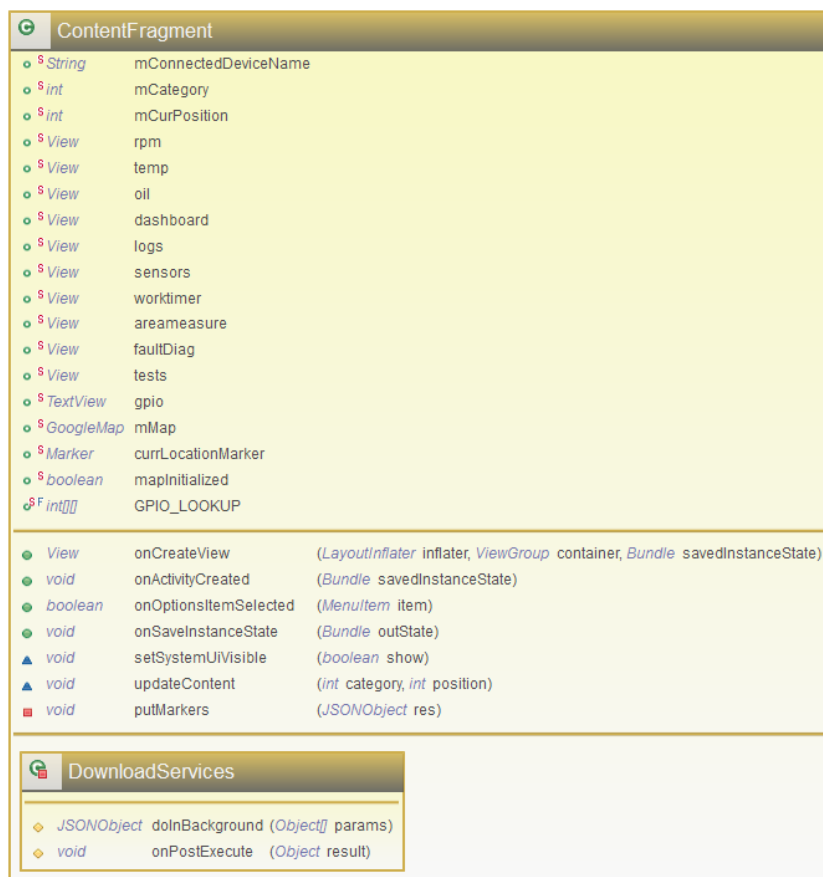 C ContentFragment
S String mConnectedDeviceName
S int mCategory
S int mCurPosition
S View rpm
S View temp
S View oil
S View dashboard
S View logs
S View sensors
S View worktimer
S View areameasure
S View faultDiag
S View tests
S TextView gpio
S GoogleMap mMap
S Marker currLocationMarker
S boolean mapInitialized
S F int[][] GPIO_LOOKUP
View onCreateView (LayoutInflater inflater, ViewGroup container, Bundle savedInstanceState)
void onActivityCreated (Bundle savedInstanceState)
boolean onOptionsItemSelected (MenuItem item)
void onSaveInstanceState (Bundle outState)
void setSystemUiVisible (boolean show)
void updateContent (int category, int position)
void putMarkers (JSONObject res)
C DownloadServices
JSONObject doInBackground (Object[] params)
void onPostExecute (Object result)